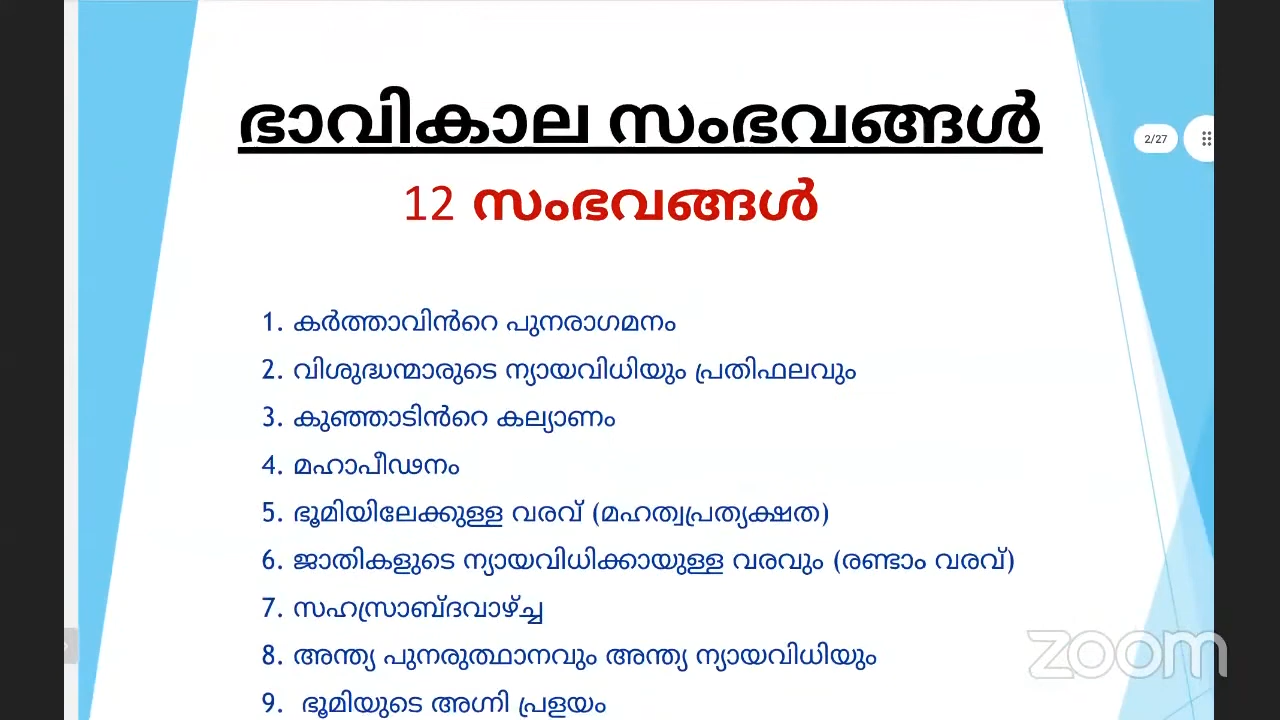 ഭാവികാല സംഭവങ്ങൾ
2/27
12 സംഭവങ്ങൾ
1. കർത്താവിൻറെ പുനരാഗമനം
2. വിശുദ്ധന്മാരുടെ ന്യായവിധിയും പ്രതിഫലവും
3. കുഞ്ഞാടിൻറെ കല്യാണം
4. മഹാപീഢനം
5. ഭൂമിയിലേക്കുള്ള വരവ് (മഹത്വപ്രത്യക്ഷത)
6. ജാതികളുടെ ന്യായവിധിക്കായുള്ള വരവും (രണ്ടാം വരവ്)
7. സഹസ്രാബ്ദവാഴ്ച്ച
8. അന്ത്യ പുനരുത്ഥാനവും അന്ത്യ ന്യായവിധിയും
zoom
9. ഭൂമിയുടെ അഗ്നി പ്രളയം